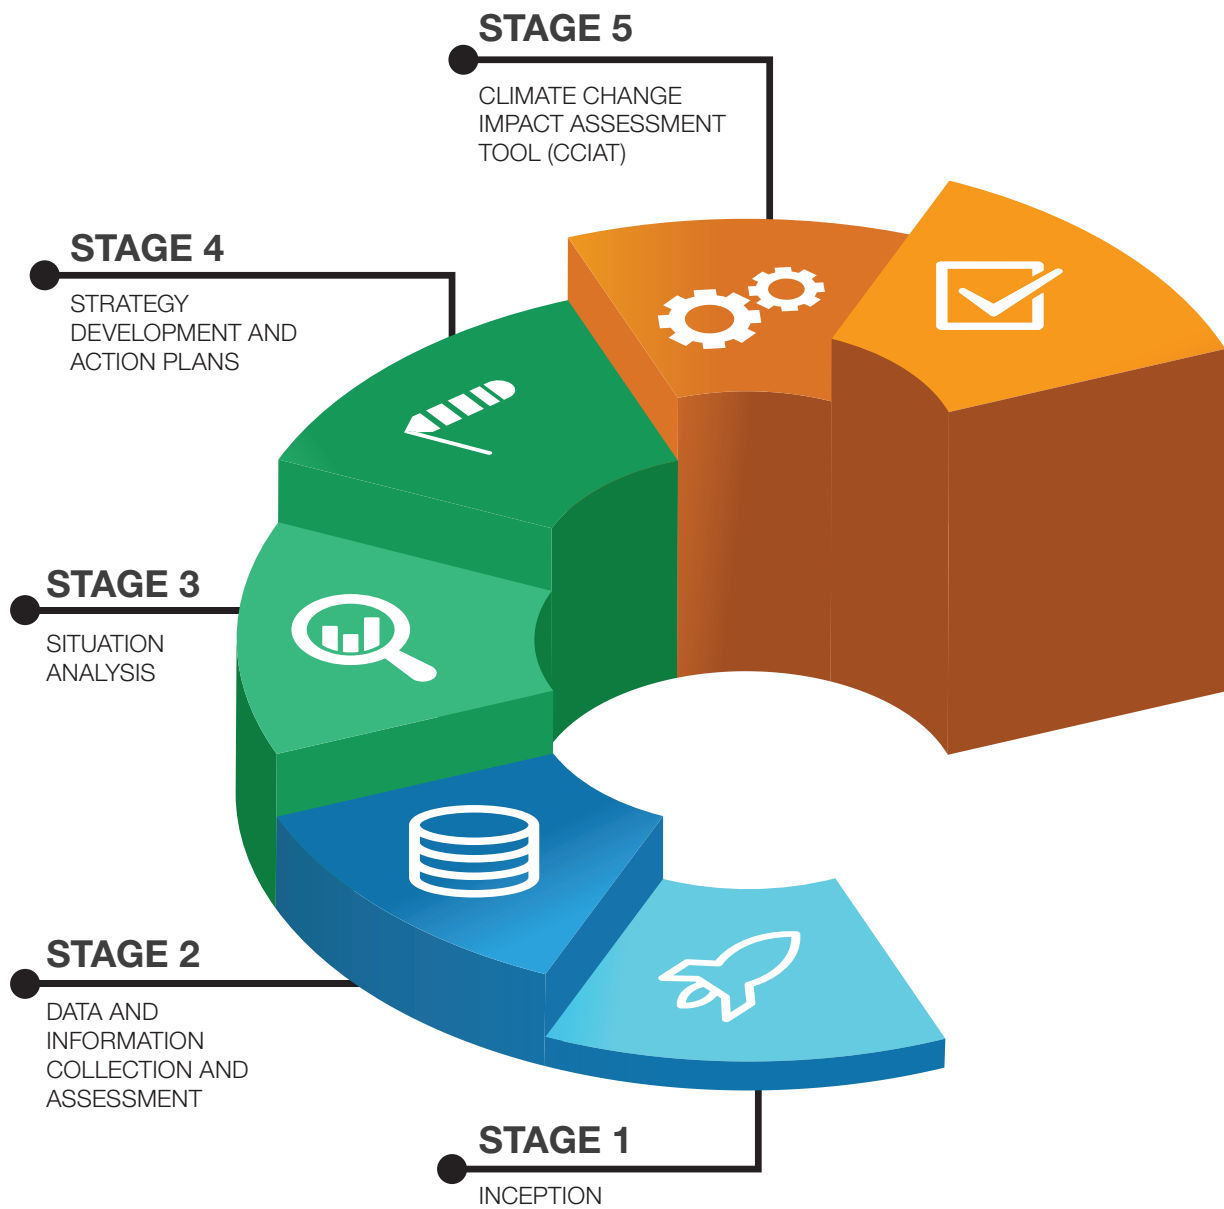 STAGE 5
CLIMATE CHANGE
IMPACT ASSESSMENT
TOOL (CCIAT)
STAGE 4
STRATEGY
DEVELOPMENT AND
ACTION PLANS
STAGE 3
SITUATION
ANALYSIS
STAGE 2
DATA AND
INFORMATION
COLLECTION AND
ASSESSMENT
STAGE 1
INCEPTION